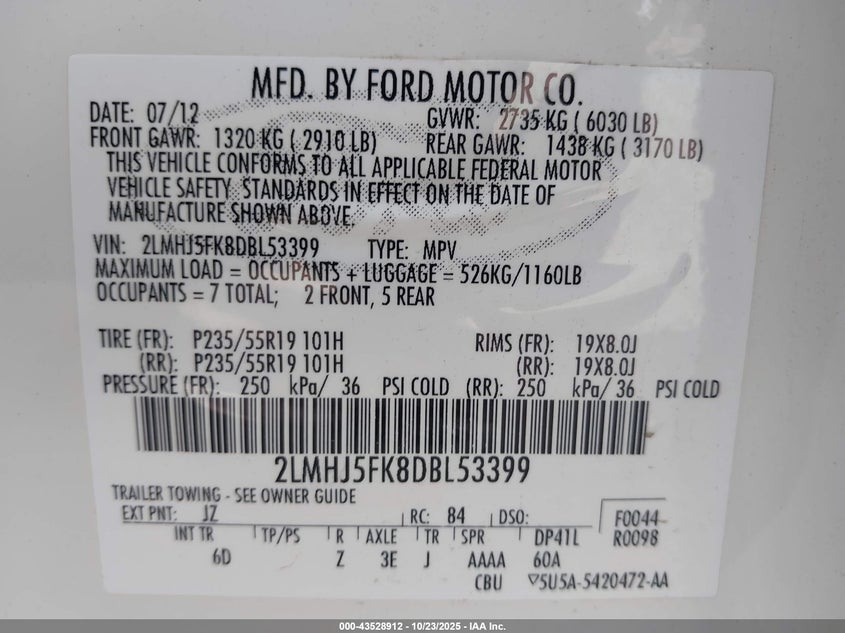 MFD. BY FORD MOTOR CO.
DATE: 07/12 GVWR: 2735 KG ( 6030 LB)
FRONT GAWR: 1320 KG ( 2910 LB) REAR GAWR: 1438 KG ( 3170 LB)
THIS VEHICLE CONFORMS TO ALL APPLICABLE FEDERAL MOTOR
VEHICLE SAFETY STANDARDS IN EFFECT ON THE DATE OF
MANUFACTURE SHOWN ABOVE.
VIN: 2LMHJ5FK8DBL53399 TYPE: MPV
MAXIMUM LOAD = OCCUPANTS + LUGGAGE = 526KG/1160LB
OCCUPANTS = 7 TOTAL; 2 FRONT, 5 REAR
TIRE (FR): P235/55R19 101H RIMS (FR): 19X8.0J
(RR): P235/55R19 101H (RR): 19X8.0J
PRESSURE (FR): 250 kPa/ 36 PSI COLD (RR): 250 kPa/ 36 PSI COLD
2LMHJ5FK8DBL53399
TRAILER TOWING - SEE OWNER GUIDE
EXT PNT: JZ RC: 84 DSO: F0044
INT TR TP/PS R AXLE TR SPR DP41L R0098
6D Z 3E J AAAA 60A
CBU ▽5U5A-5420472-AA
000-43528912 - 10/23/2025 - IAA Inc.